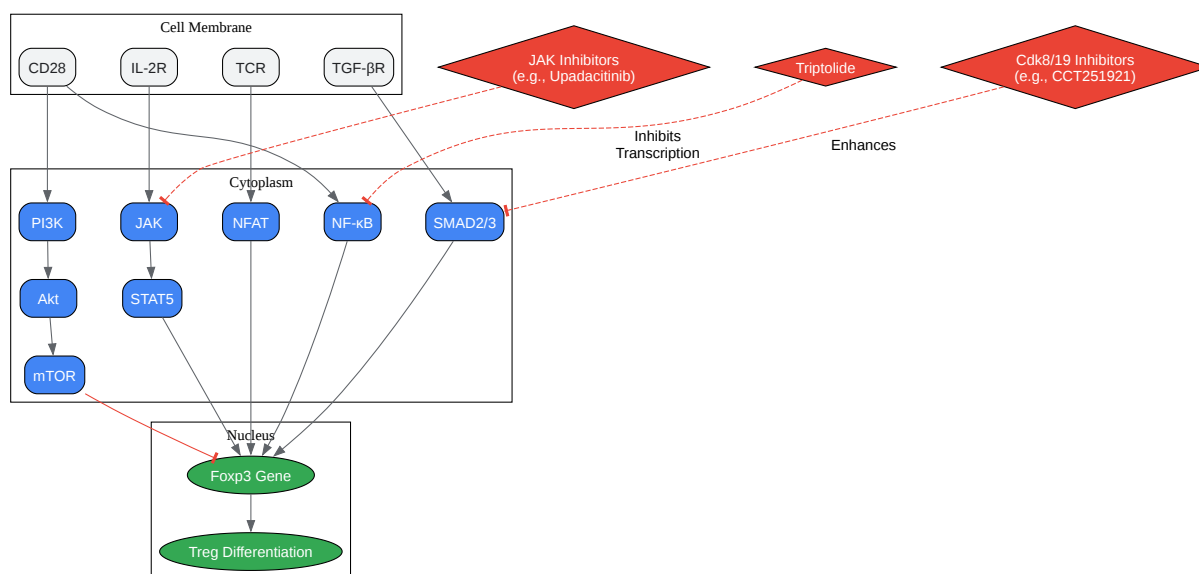 Cell Membrane
CD28
IL-2R
TCR
TGF-βR
JAK Inhibitors
(e.g., Upadacitinib)
Triptolide
Cdk8/19 Inhibitors
(e.g., CCT251921)
Inhibits
Transcription
Enhances
Cytoplasm
PI3K
JAK
NFAT
NF-κB
SMAD2/3
Akt
STAT5
mTOR
Nucleus
Foxp3 Gene
Treg Differentiation